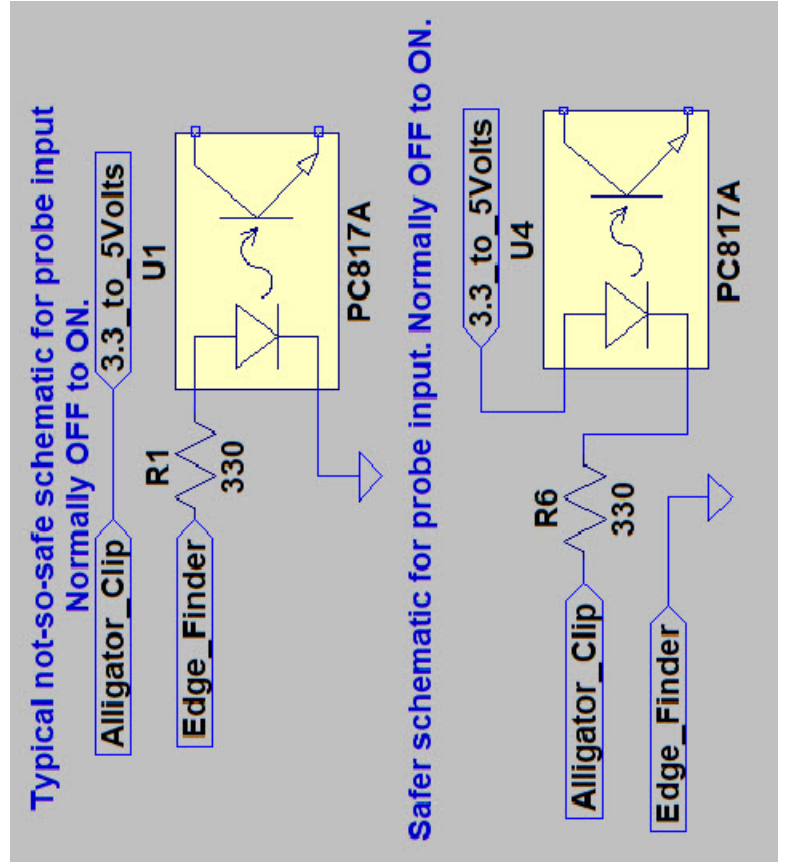 Typical not-so-safe schematic for probe input
Normally OFF to ON.
Alligator_Clip
3.3_to_5Volts
Edge_Finder
R1
330
U1
PC817A
Safer schematic for probe input. Normally OFF to ON.
3.3_to_5Volts
U4
R6
330
Alligator_Clip
Edge_Finder
PC817A